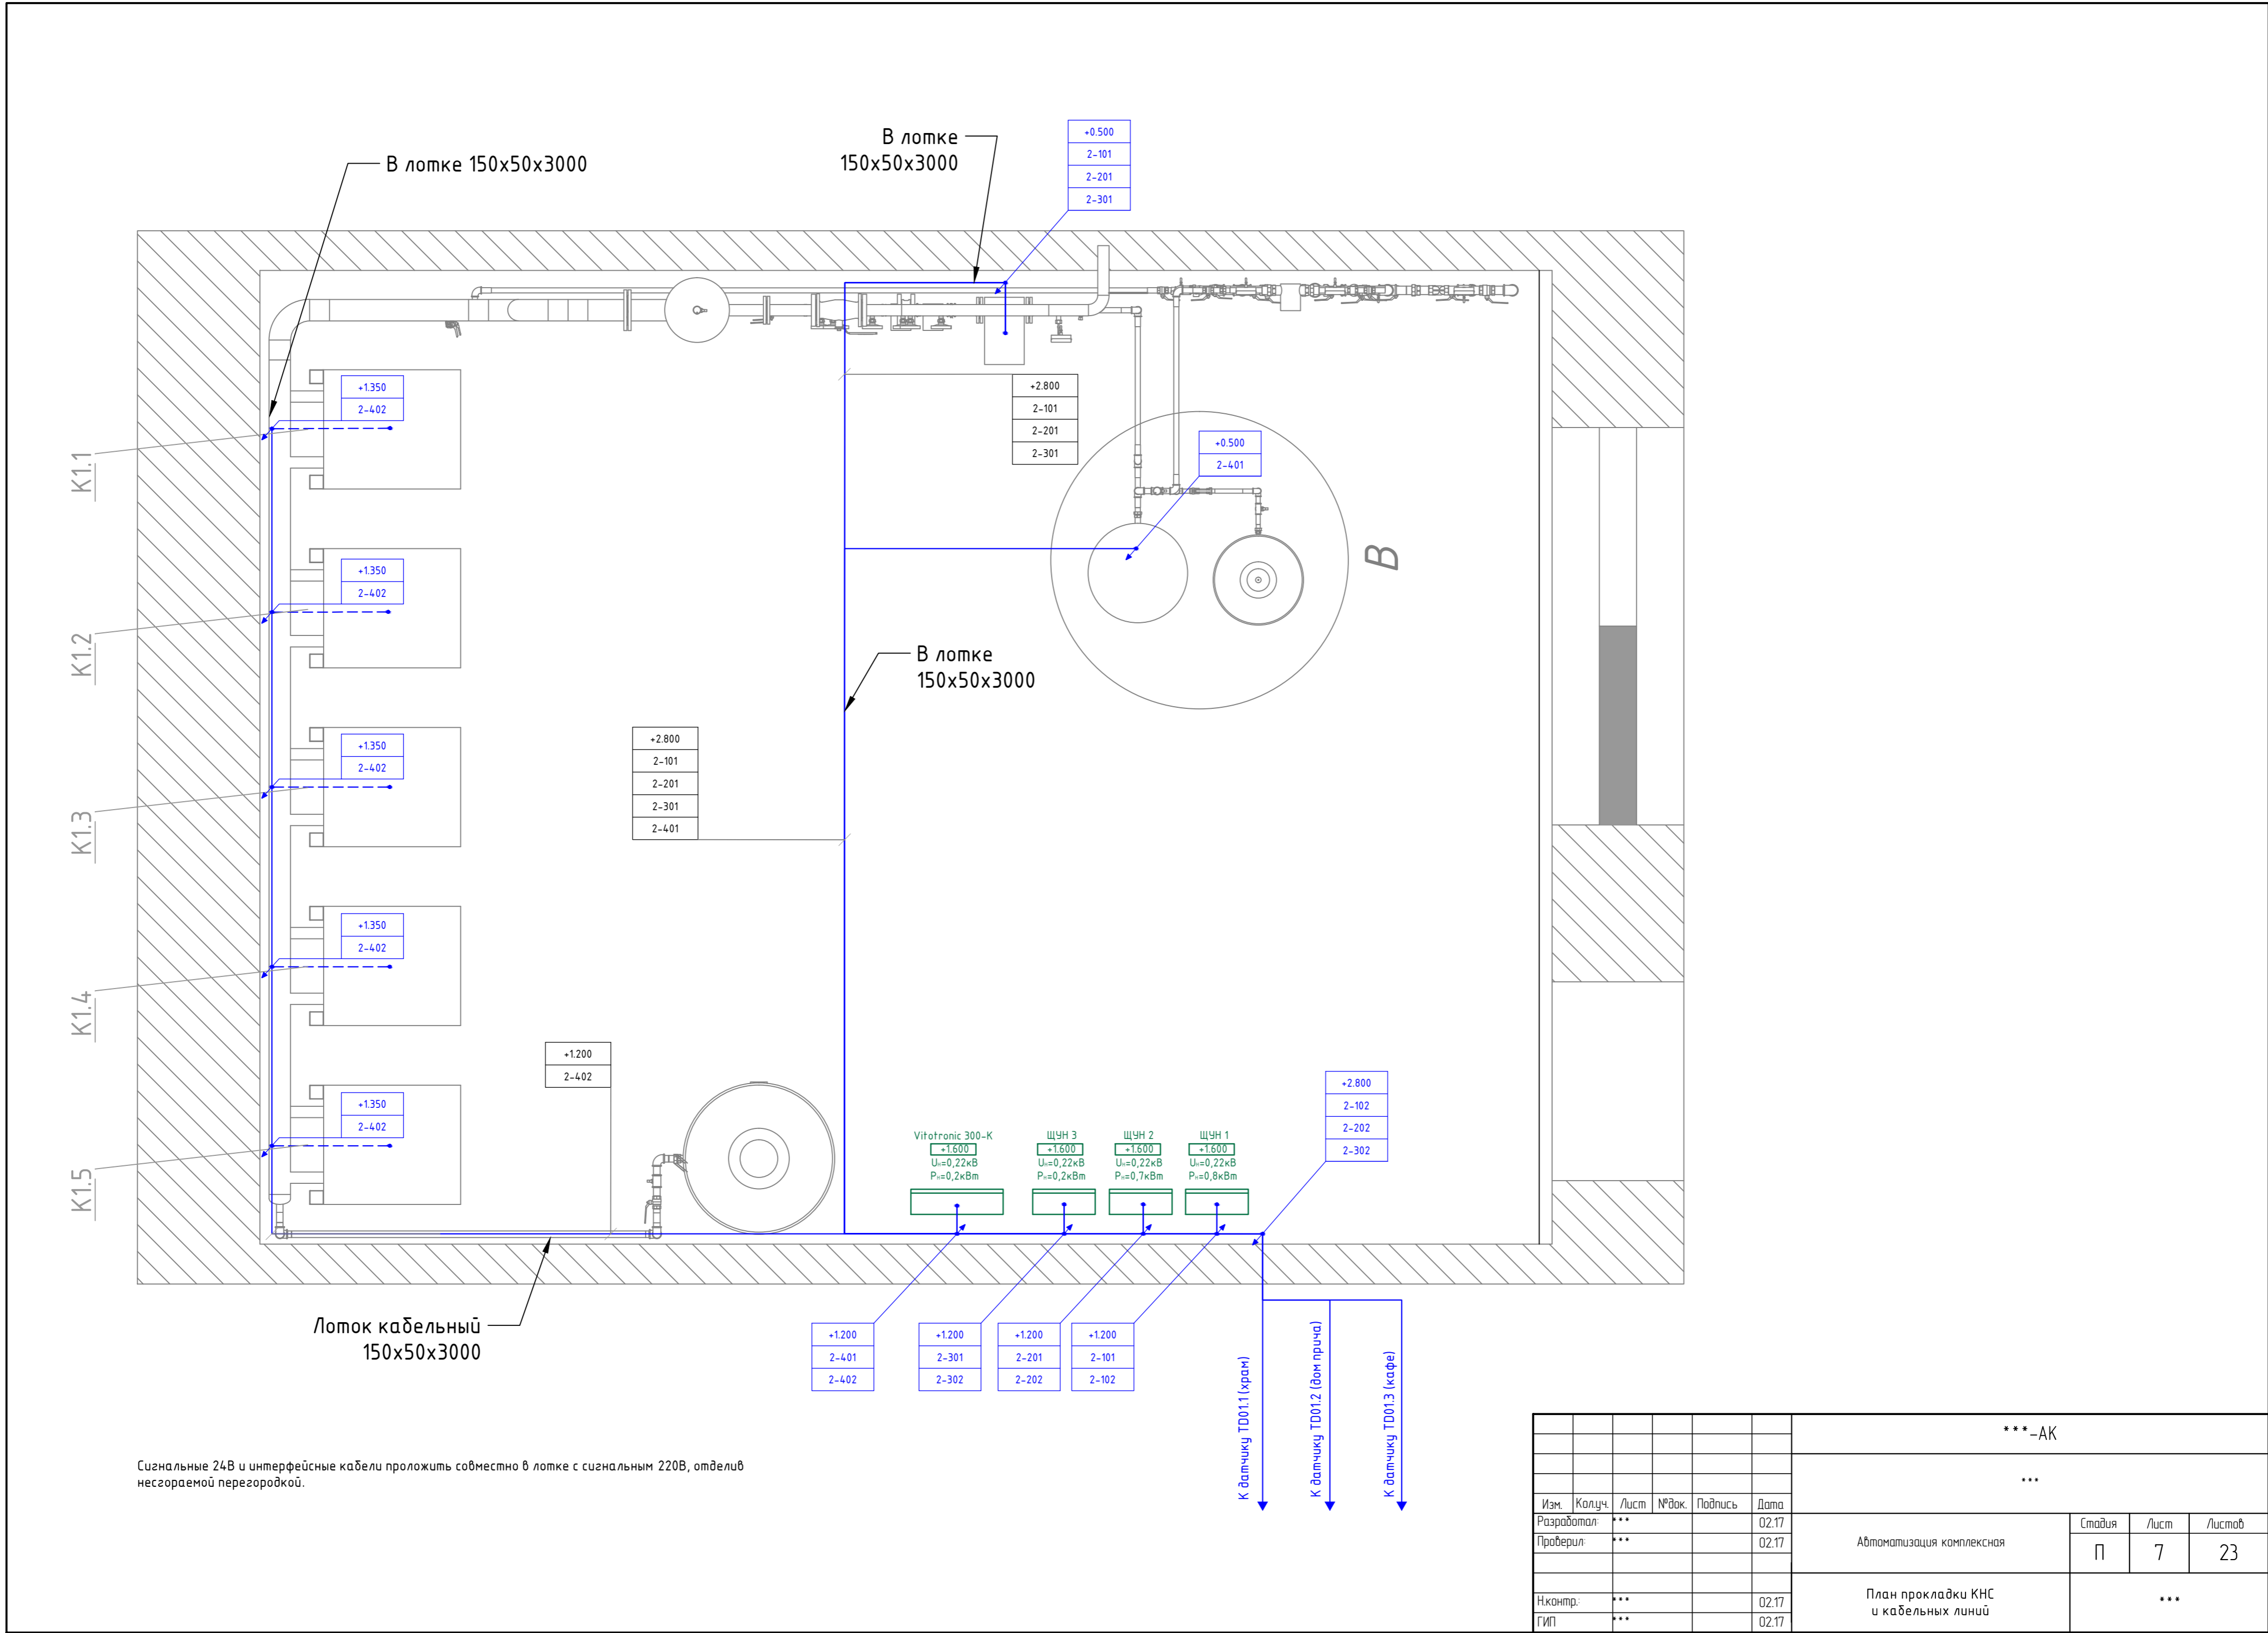 В лотке 150x50x3000
В лотке
150x50x3000
+0.500
2-101
2-201
2-301
+1.350
2-402
К1.1
+2.800
2-101
2-201
2-301
+0.500
2-401
В
+1.350
2-402
К1.2
В лотке
150x50x3000
+1.350
2-402
К1.3
+2.800
2-101
2-201
2-301
2-401
+1.350
2-402
К1.4
+1.200
2-402
+1.350
2-402
К1.5
Vitotronic 300-K
+1.600
Uн=0,22кВ
Рн=0,2кВт
ЩУН 3
+1.600
Uн=0,22кВ
Рн=0,2кВт
ЩУН 2
+1.600
Uн=0,22кВ
Рн=0,7кВт
ЩУН 1
+1.600
Uн=0,22кВ
Рн=0,8кВт
+2.800
2-102
2-202
2-302
Лоток кабельный
150x50x3000
+1.200
2-401
2-402
+1.200
2-301
2-302
+1.200
2-201
2-202
+1.200
2-101
2-102
К датчику TD01.1 (храм)
К датчику TD01.2 (дом прича)
К датчику TD01.3 (кафе)
Сигнальные 24В и интерфейсные кабели проложить совместно в лотке с сигнальным 220В, отделив
несгораемой перегородкой.
***-АК
***
Изм. Кол.уч. Лист №док. Подпись Дата
Разработал: *** 02.17
Проверил: *** 02.17
Н.контр.: *** 02.17
ГИП *** 02.17
Автоматизация комплексная
Стадия Лист Листов
П 7 23
План прокладки КНС
и кабельных линий
***